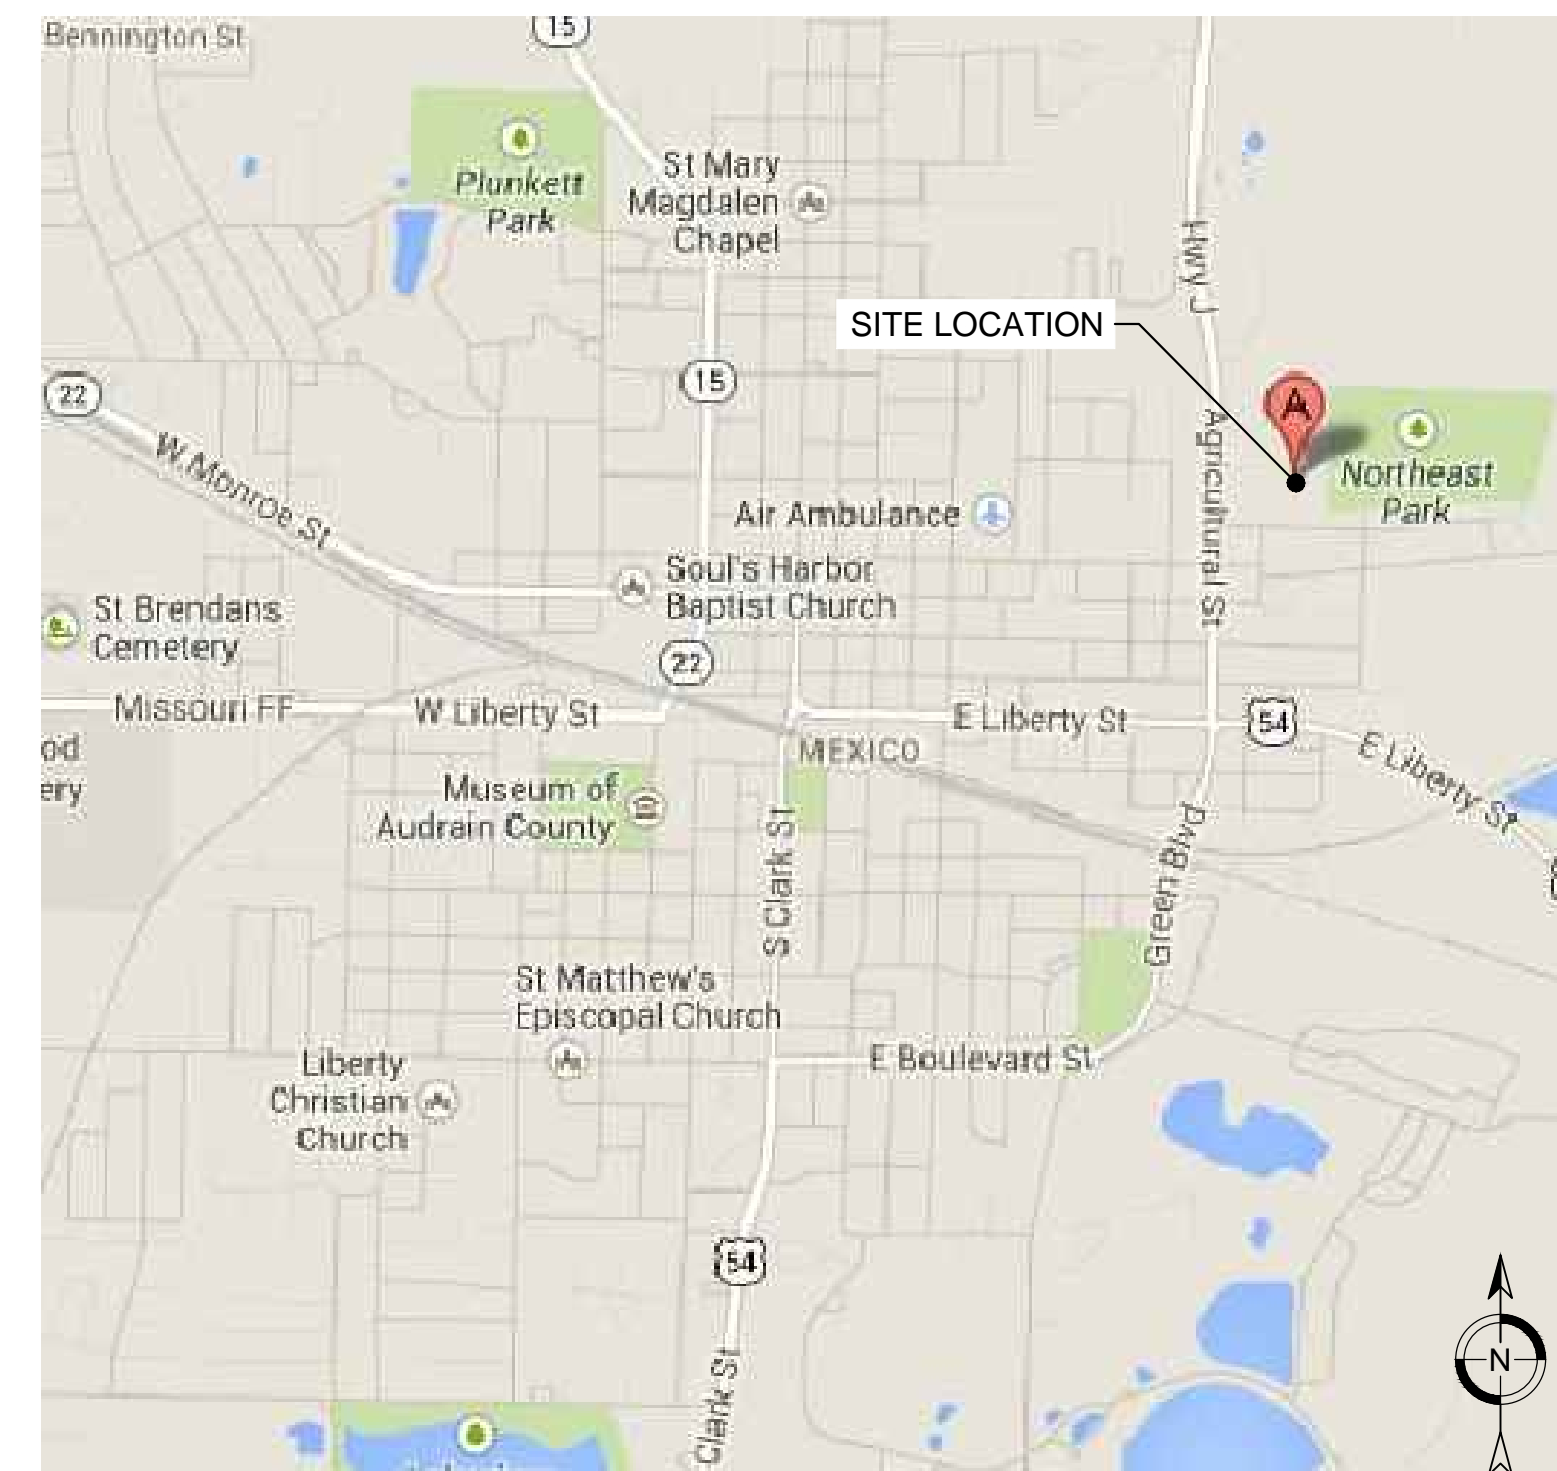 Bennington St
15
Plunkett
Park
St Mary
Magdalen
Chapel
Hwy J
SITE LOCATION
15
22
A
W Monroe St
Agricultural St
Northeast
Park
Air Ambulance
Soul's Harbor
Baptist Church
St Brendans
Cemetery
22
Missouri FF
W Liberty St
E Liberty St
54
E Liberty St
MEXICO
od
ery
Museum of
Audrain County
S Clark St
Green Blvd
St Matthew's
Episcopal Church
E Boulevard St
Liberty
Christian
Church
54
Clark St
N